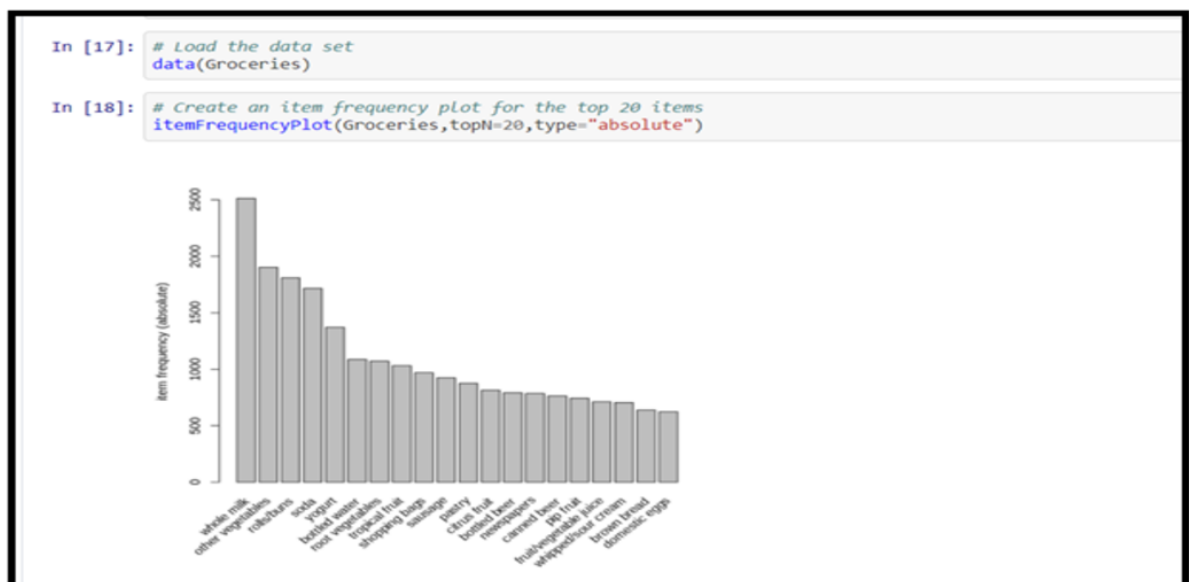 In [17]: # Load the data set
data(Groceries)
In [18]: # Create an item frequency plot for the top 20 items
itemFrequencyPlot(Groceries,topN=20,type="absolute")
item frequency (absolute)
2500
2000
1500
1000
500
0
whole milk
other vegetables
rolls/buns
soda
yogurt
bottled water
root vegetables
tropical fruit
shopping bags
sausage
pastry
citrus fruit
bottled beer
newspapers
canned beer
pip fruit
fruit/vegetable juice
whipped/sour cream
brown bread
domestic eggs